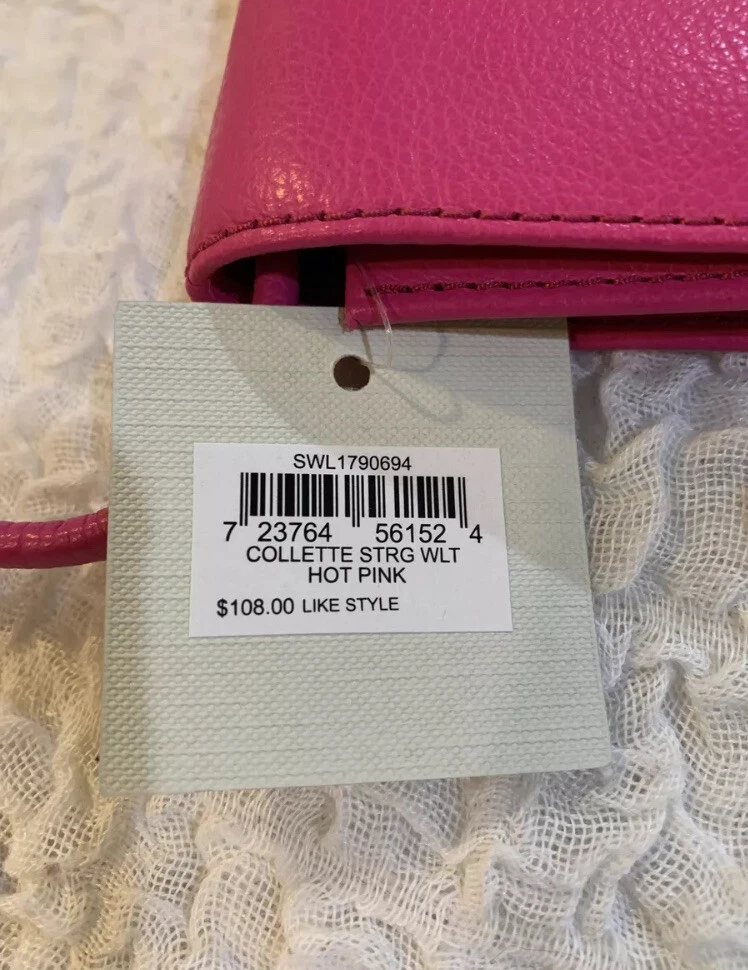 SWL1790694
7 23764 56152 4
COLLETTE STRG WLT
HOT PINK
$108.00 LIKE STYLE